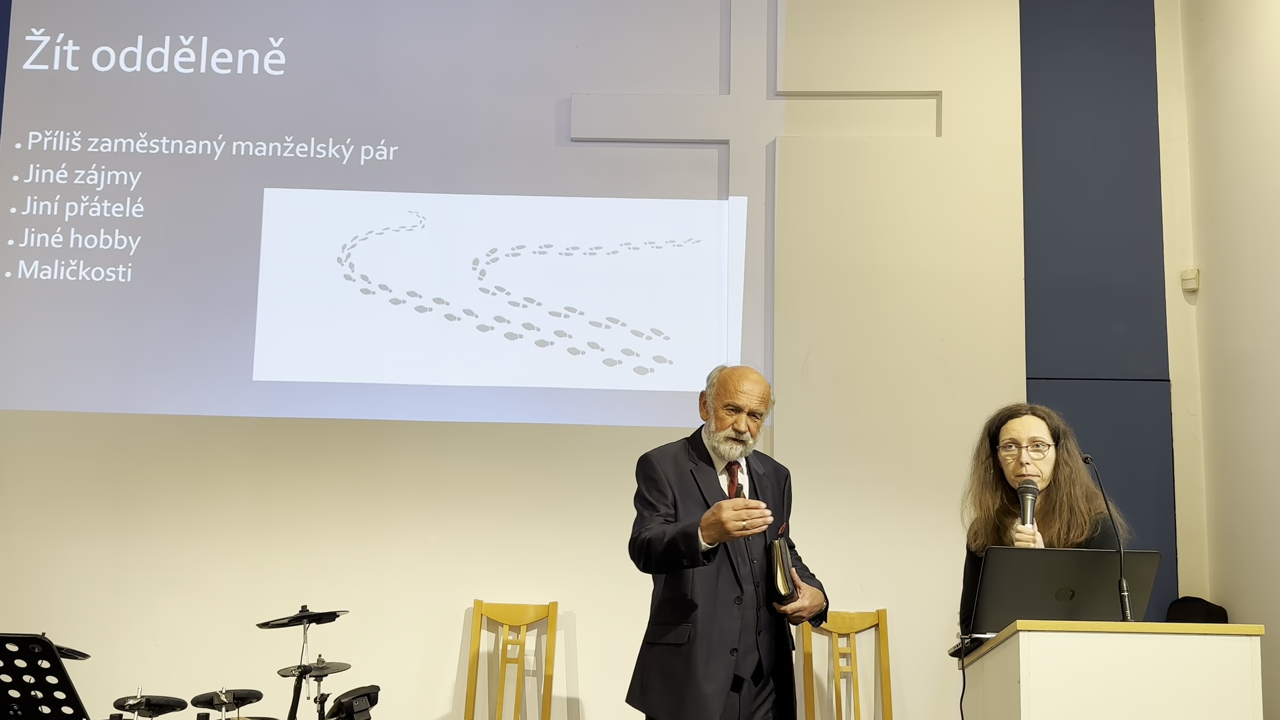 Žít odděleně
• Příliš zaměstnaný manželský pár
• Jiné zájmy
• Jiní přátelé
• Jiné hobby
• Maličkosti